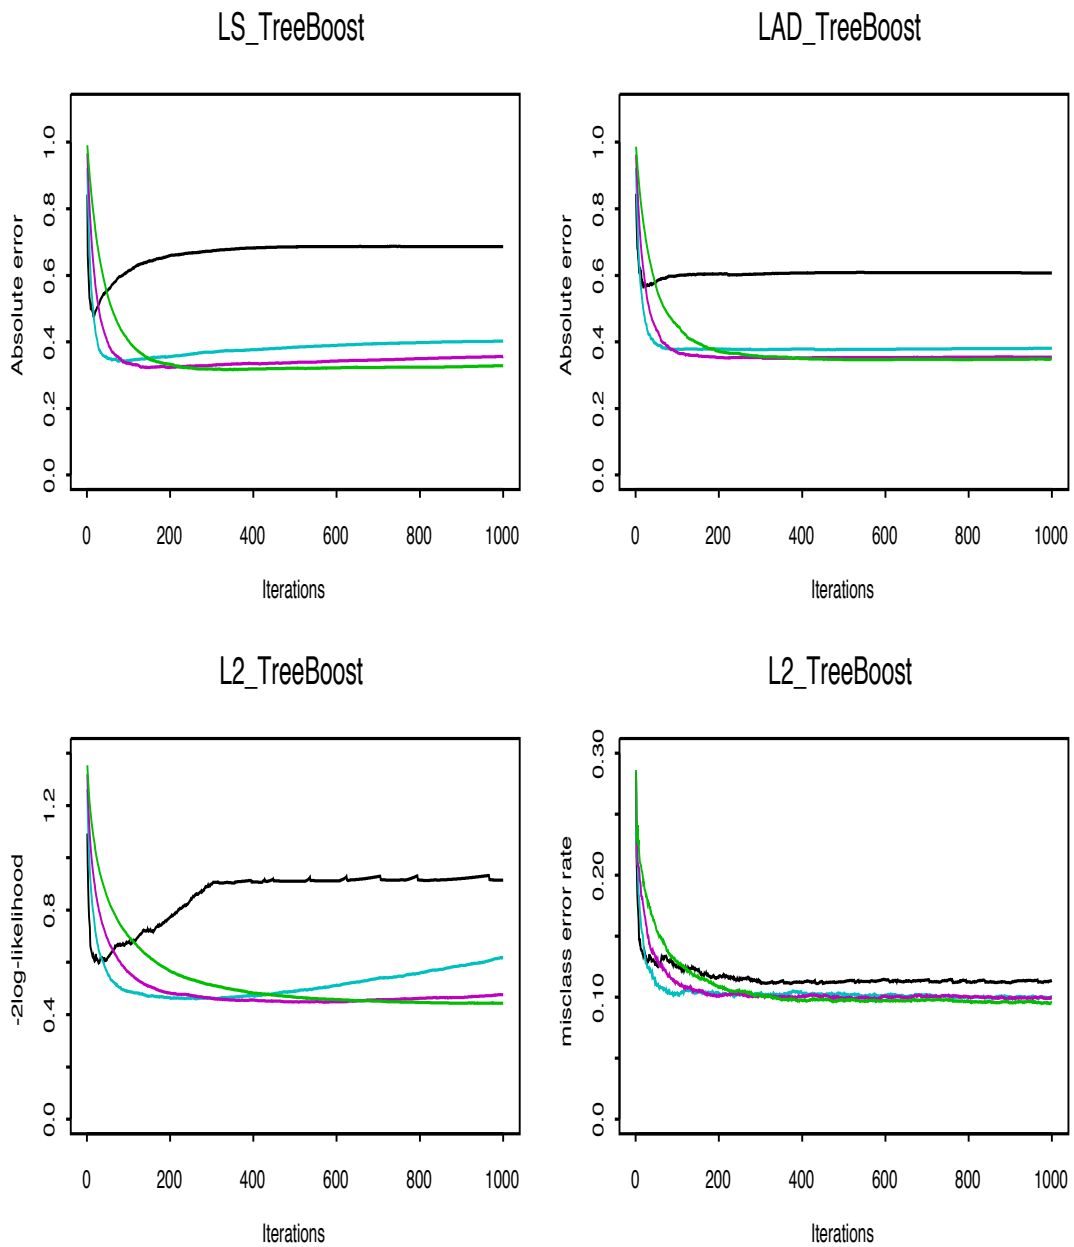 LS_TreeBoost
Absolute error
1.0
0.8
0.6
0.4
0.2
0.0
0 200 400 600 800 1000
Iterations
LAD_TreeBoost
Absolute error
1.0
0.8
0.6
0.4
0.2
0.0
0 200 400 600 800 1000
Iterations
L2_TreeBoost
-2log-likelihood
1.2
0.8
0.4
0.0
0 200 400 600 800 1000
Iterations
L2_TreeBoost
misclass error rate
0.30
0.20
0.10
0.0
0 200 400 600 800 1000
Iterations